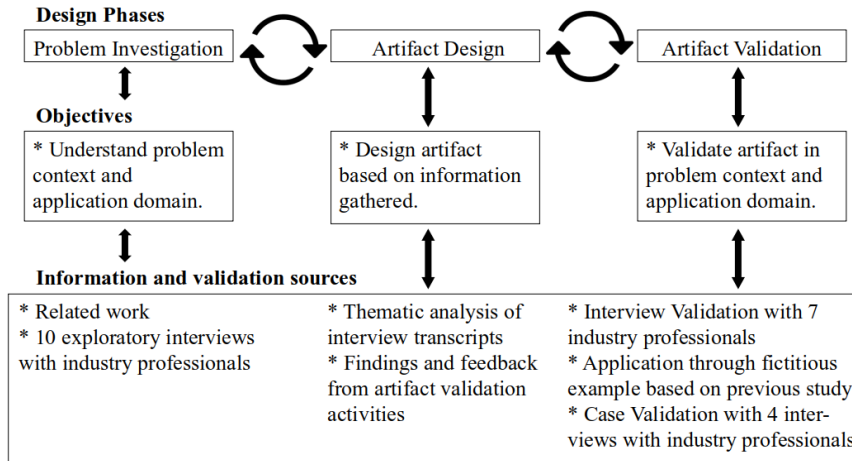 Design Phases
Problem Investigation
Artifact Design
Artifact Validation
Objectives
* Understand problem
context and
application domain.
* Design artifact
based on information
gathered.
* Validate artifact in
problem context and
application domain.
Information and validation sources
* Related work
* 10 exploratory interviews
with industry professionals
* Thematic analysis of
interview transcripts
* Findings and feedback
from artifact validation
activities
* Interview Validation with 7
industry professionals
* Application through fictitious
example based on previous study
* Case Validation with 4 inter-
views with industry professionals